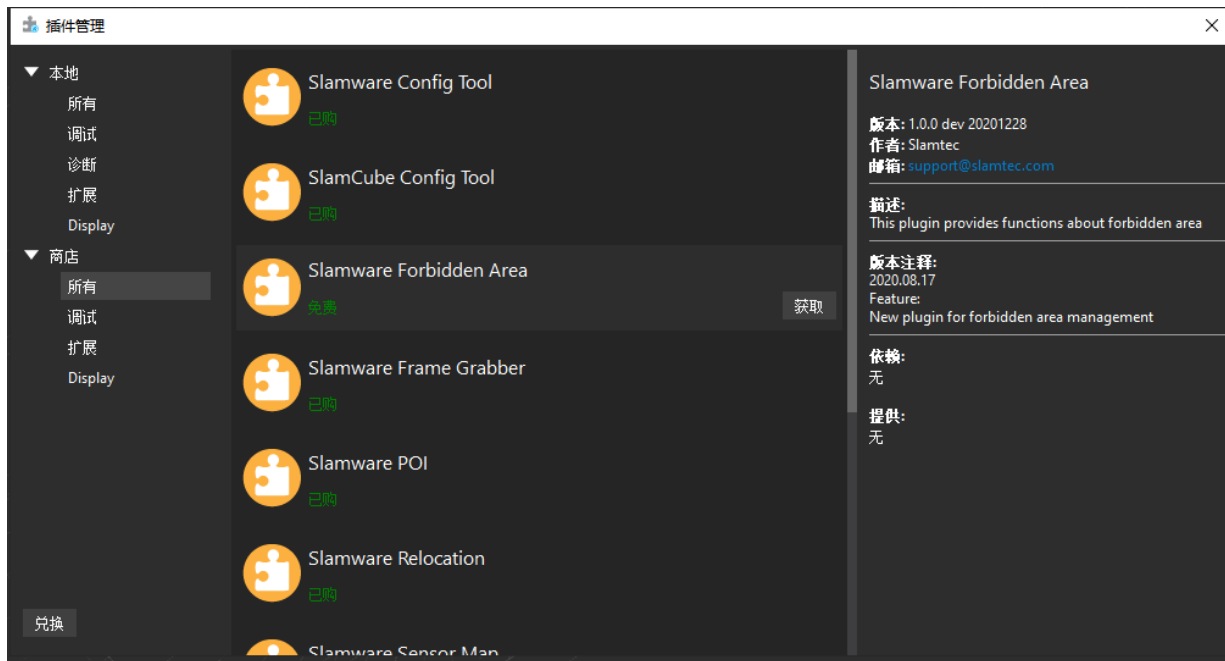 插件管理
本地
所有
调试
诊断
扩展
Display
商店
所有
调试
扩展
Display
兑换
Slamware Config Tool
已购
SlamCube Config Tool
已购
Slamware Forbidden Area
免费
获取
Slamware Frame Grabber
已购
Slamware POI
已购
Slamware Relocation
已购
Slamware Sensor Map
Slamware Forbidden Area
版本: 1.0.0 dev 20201228
作者: Slamtec
邮箱: support@slamtec.com
描述:
This plugin provides functions about forbidden area
版本注释:
2020.08.17
Feature:
New plugin for forbidden area management
依赖:
无
提供:
无